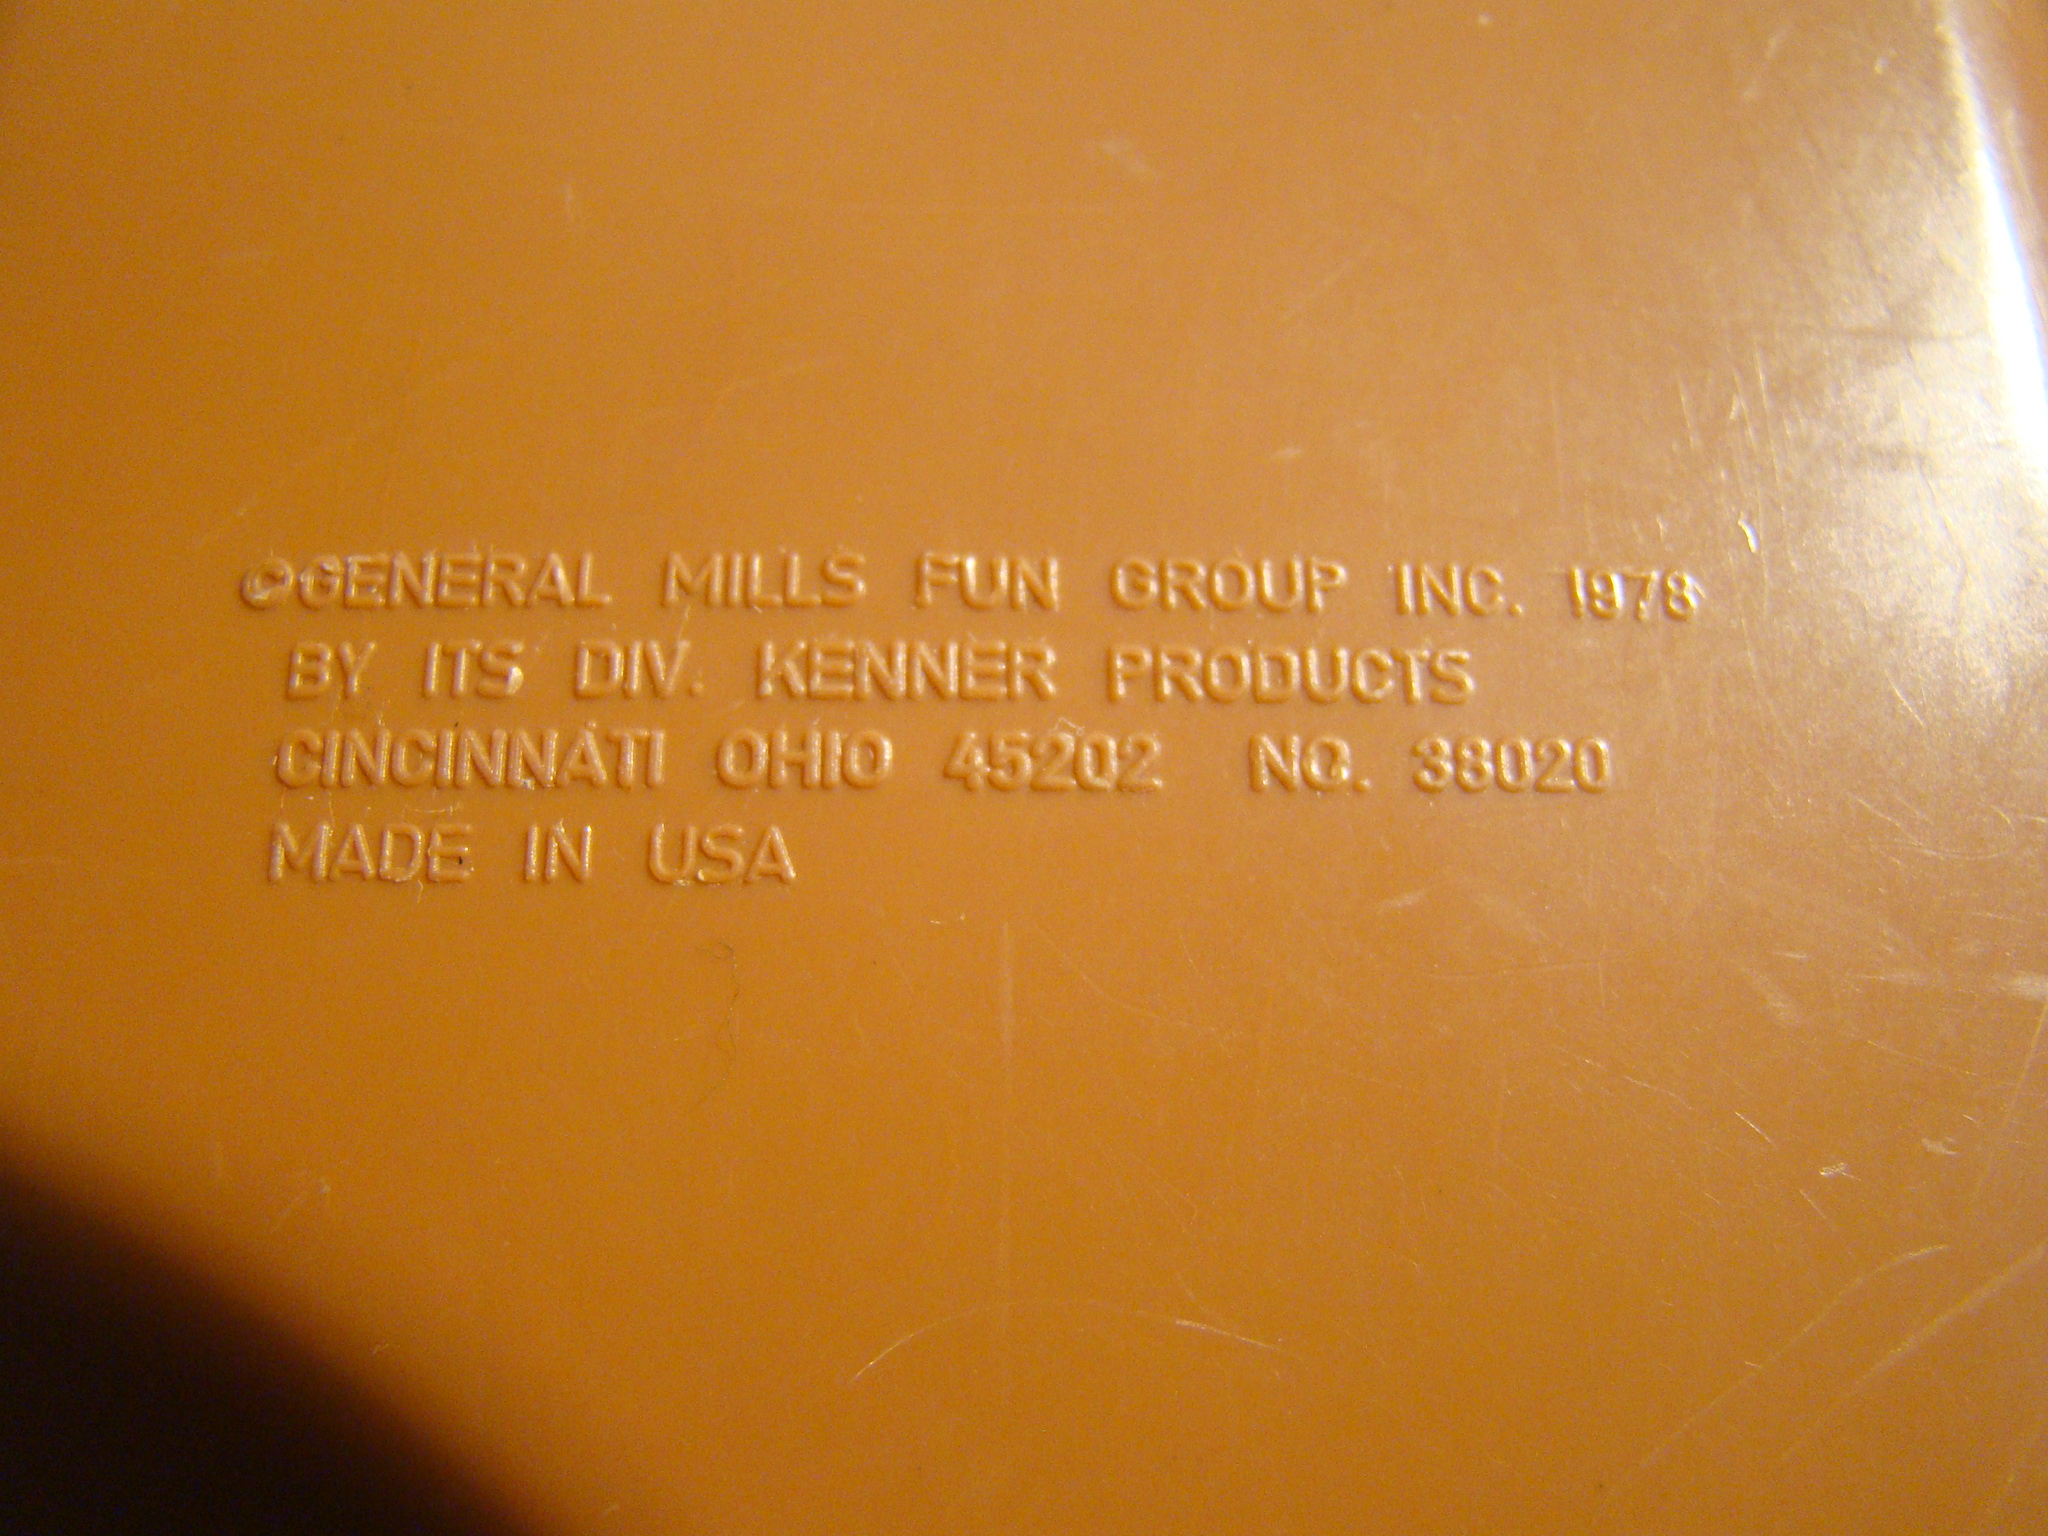 ©GENERAL MILLS FUN GROUP INC. 1978
BY ITS DIV. KENNER PRODUCTS
CINCINNATI OHIO 45202 NO. 38020
MADE IN USA